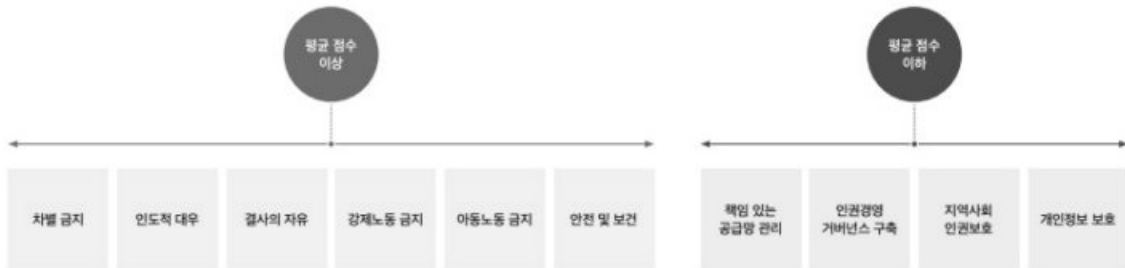 평균 점수
이상
평균 점수
이하
차별 금지
인도적 대우
결사의 자유
강제노동 금지
아동노동 금지
안전 및 보건
책임 있는
공급망 관리
인권경영
거버넌스 구축
지역사회
인권보호
개인정보 보호